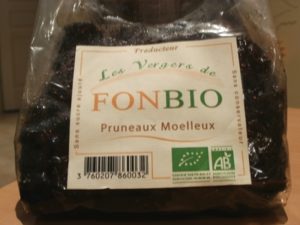 Producteur
Les Vergers de
FONBIO
Pruneaux Moelleux
Sans sucre ajouté
Sans conservateur
3 760207 860032
AB